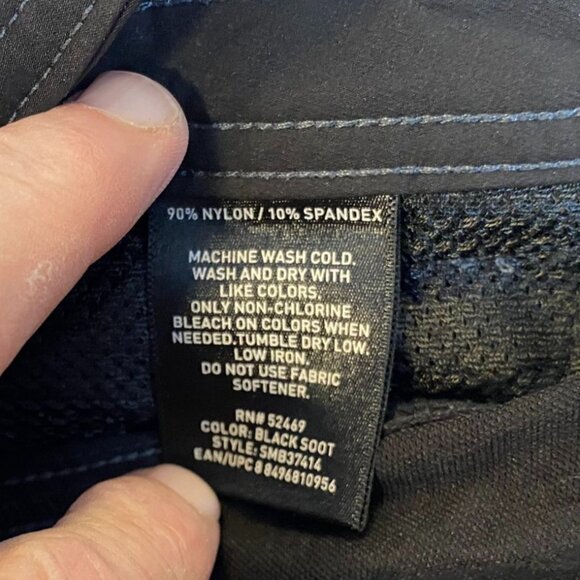 90% NYLON / 10% SPANDEX
MACHINE WASH COLD.
WASH AND DRY WITH
LIKE COLORS.
ONLY NON-CHLORINE
BLEACH ON COLORS WHEN
NEEDED.TUMBLE DRY LOW.
LOW IRON.
DO NOT USE FABRIC
SOFTENER.
RN# 52469
COLOR: BLACK SOOT
STYLE: SMB37414
EAN/UPC 8 8496810956